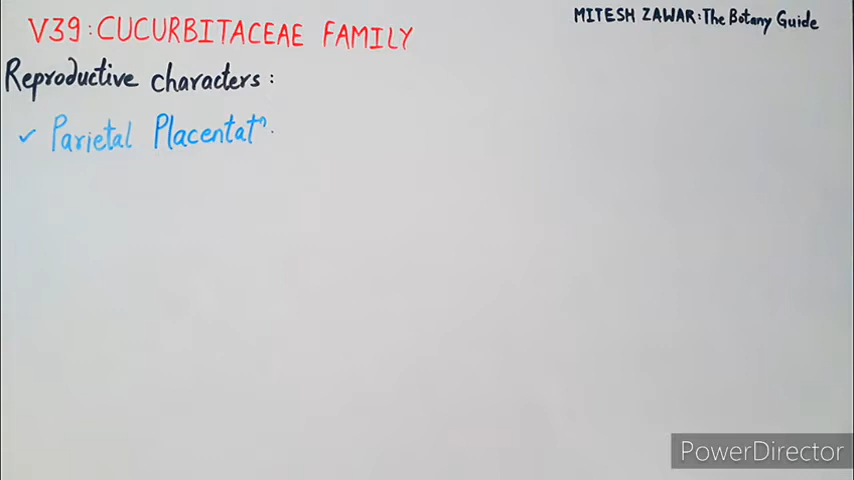 V39: CUCURBITACEAE FAMILY
MITESH ZAWAR: The Botany Guide
Reproductive characters:
✓ Parietal Placentatⁿ.
PowerDirector